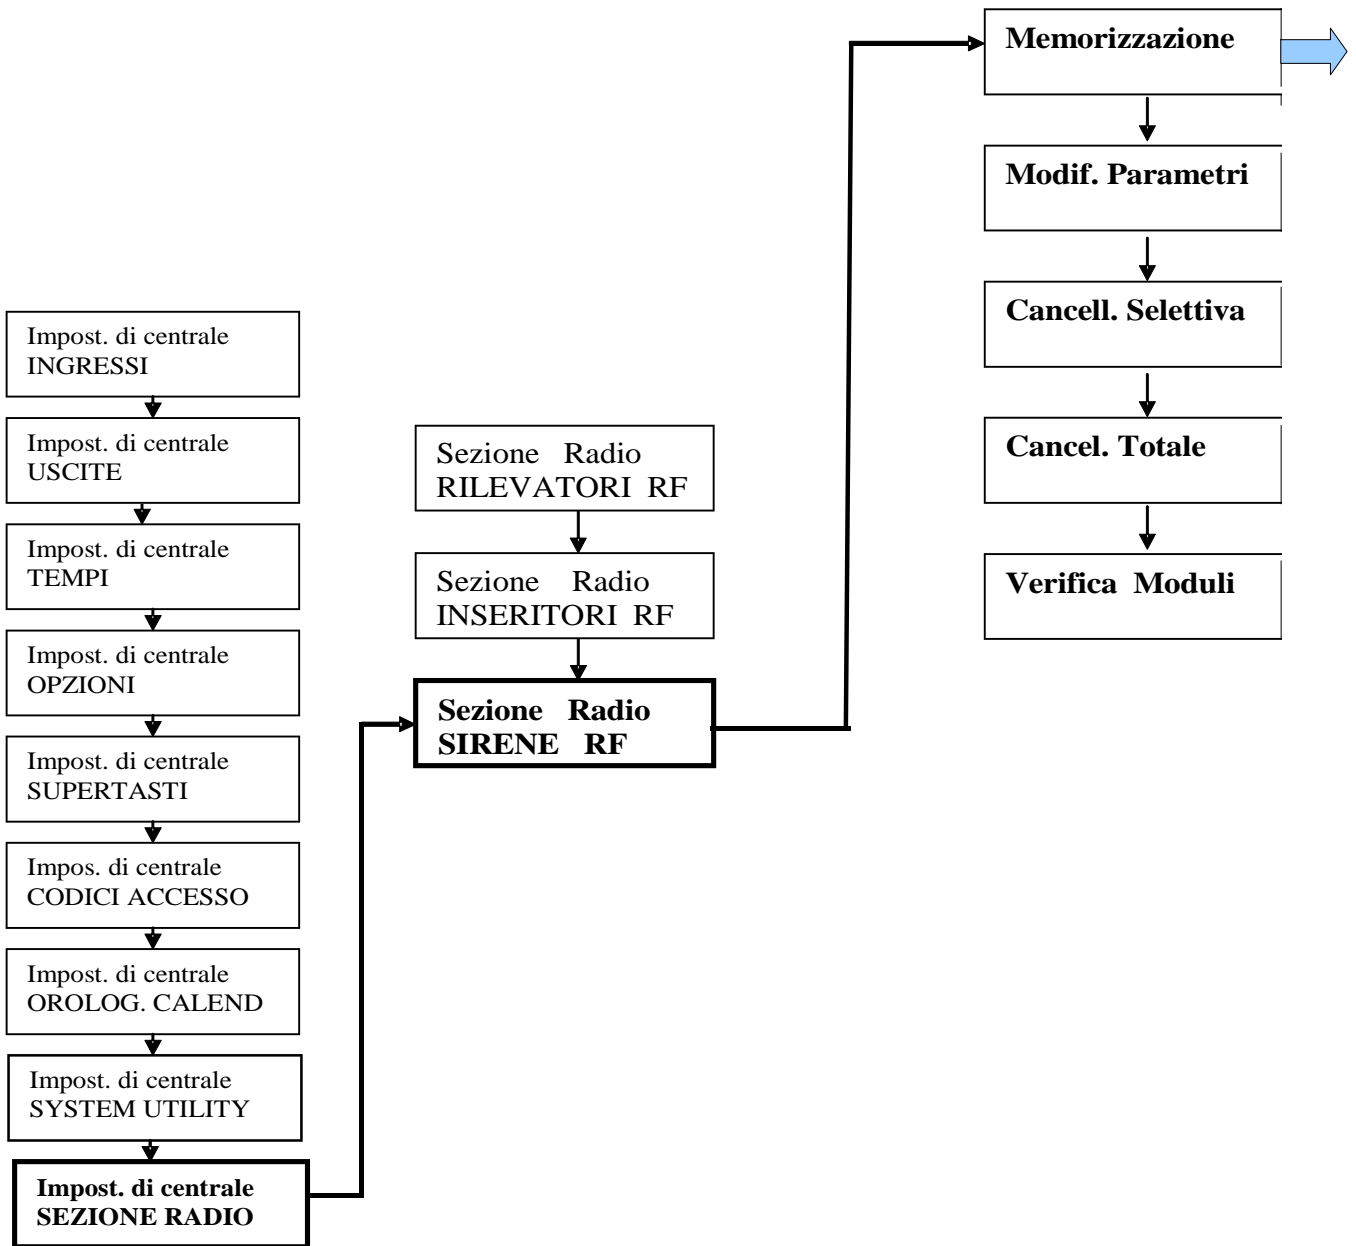 Impost. di centrale
INGRESSI
Impost. di centrale
USCITE
Impost. di centrale
TEMPI
Impost. di centrale
OPZIONI
Impost. di centrale
SUPERTASTI
Impos. di centrale
CODICI ACCESSO
Impost. di centrale
OROLOG. CALEND
Impost. di centrale
SYSTEM UTILITY
Impost. di centrale
SEZIONE RADIO
Sezione Radio
RILEVATORI RF
Sezione Radio
INSERITORI RF
Sezione Radio
SIRENE RF
Memorizzazione
Modif. Parametri
Cancell. Selettiva
Cancel. Totale
Verifica Moduli